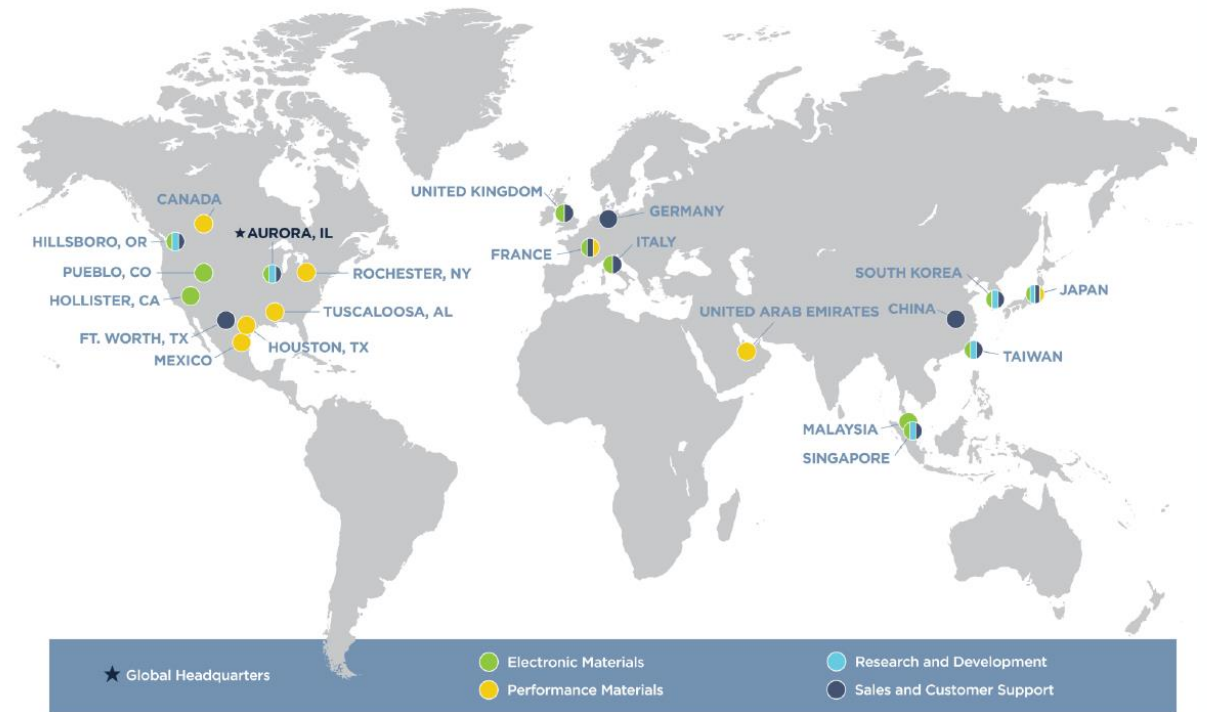 CANADA
HILLSBORO, OR
★AURORA, IL
PUEBLO, CO
ROCHESTER, NY
HOLLISTER, CA
TUSCALOOSA, AL
FT. WORTH, TX
HOUSTON, TX
MEXICO
UNITED KINGDOM
GERMANY
FRANCE
ITALY
UNITED ARAB EMIRATES
SOUTH KOREA
JAPAN
CHINA
TAIWAN
MALAYSIA
SINGAPORE
★ Global Headquarters
Electronic Materials
Performance Materials
Research and Development
Sales and Customer Support